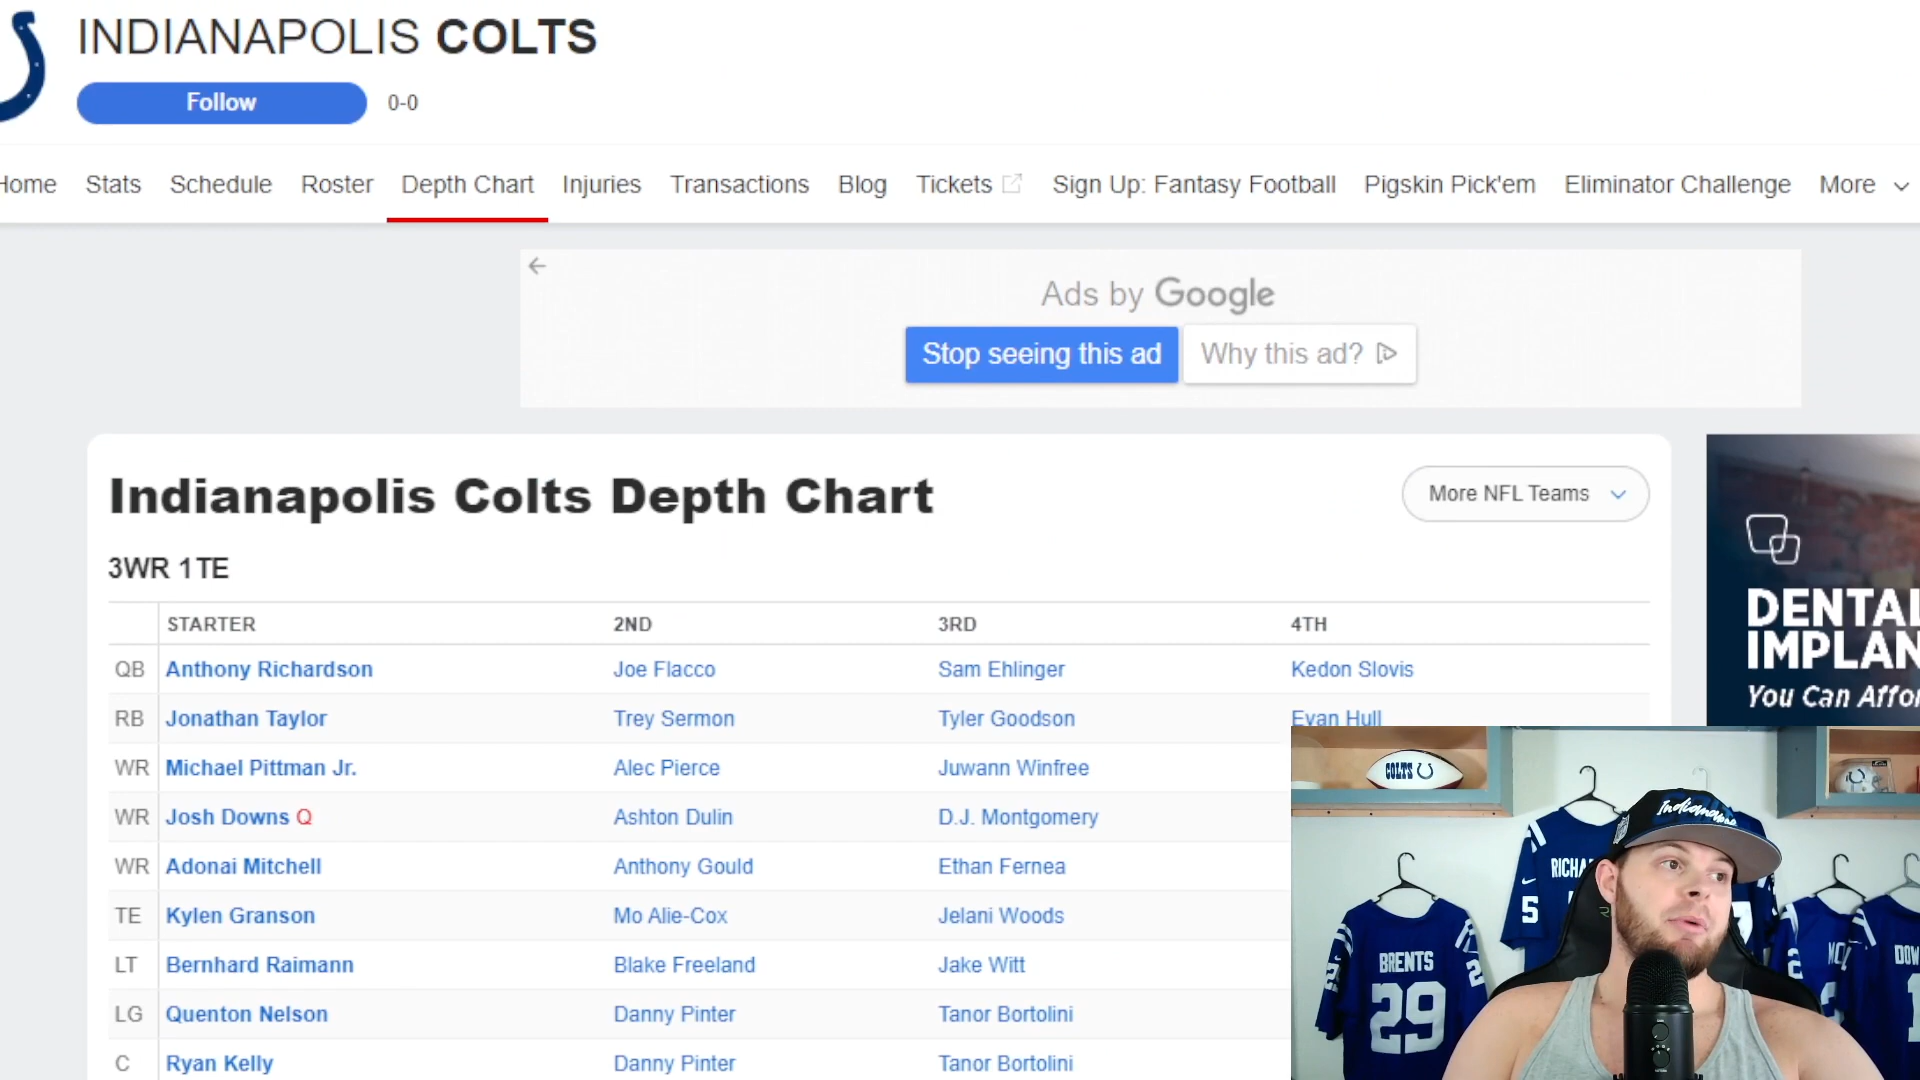 INDIANAPOLIS COLTS
Follow 0-0
Home Stats Schedule Roster Depth Chart Injuries Transactions Blog Tickets Sign Up: Fantasy Football Pigskin Pick'em Eliminator Challenge More
Ads by Google
Stop seeing this ad Why this ad?
Indianapolis Colts Depth Chart
More NFL Teams
3WR 1TE
STARTER 2ND 3RD 4TH
QB Anthony Richardson Joe Flacco Sam Ehlinger Kedon Slovis
RB Jonathan Taylor Trey Sermon Tyler Goodson Evan Hull
WR Michael Pittman Jr. Alec Pierce Juwann Winfree
WR Josh Downs Q Ashton Dulin D.J. Montgomery
WR Adonai Mitchell Anthony Gould Ethan Fernea
TE Kylen Granson Mo Alie-Cox Jelani Woods
LT Bernhard Raimann Blake Freeland Jake Witt
LG Quenton Nelson Danny Pinter Tanor Bortolini
C Ryan Kelly Danny Pinter Tanor Bortolini
DENTAL
IMPLAN
You Can Affor
COLTS
RICHA
5
BRENTS
29
2
DOW